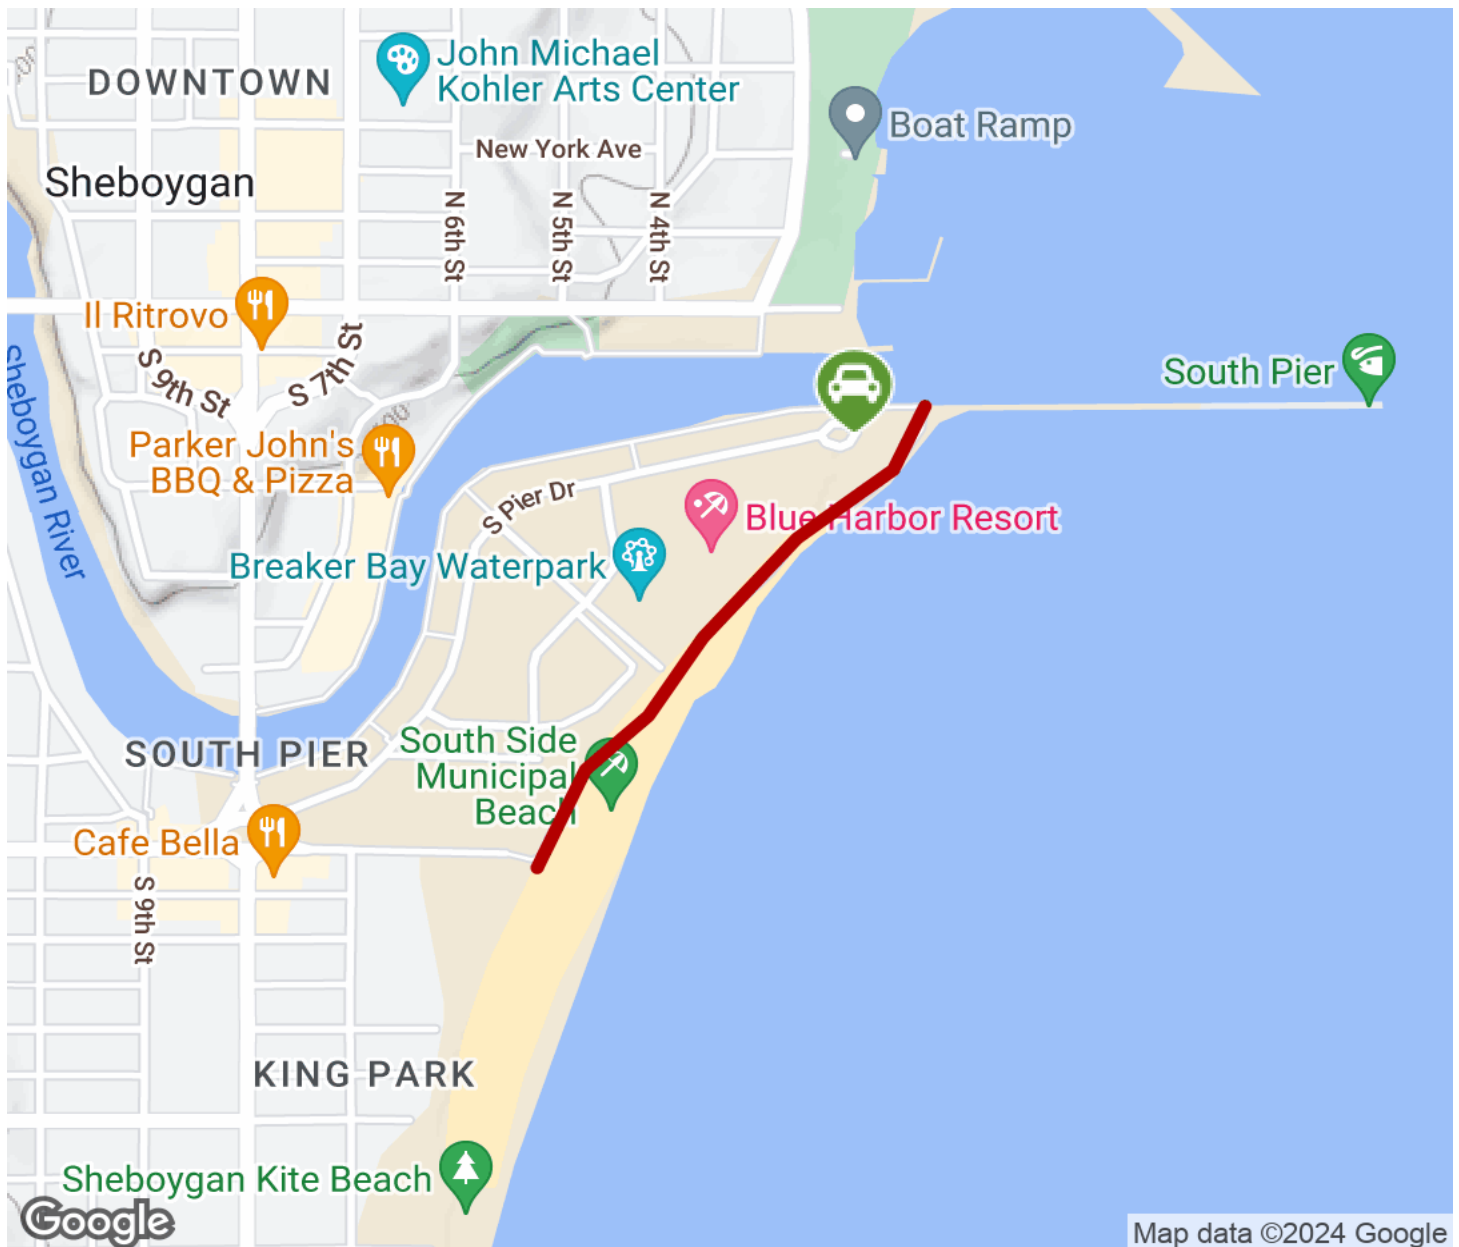 John Michael
Kohler Arts Center
DOWNTOWN
Boat Ramp
New York Ave
Sheboygan
N 6th St
N 5th St
N 4th St
Il Ritrovo
S 7th St
S 9th St
South Pier
Sheboygan River
Parker John's
BBQ & Pizza
S Pier Dr
Blue Harbor Resort
Breaker Bay Waterpark
SOUTH PIER
South Side
Municipal
Beach
Cafe Bella
S 9th St
KING PARK
Sheboygan Kite Beach
Google
Map data ©2024 Google